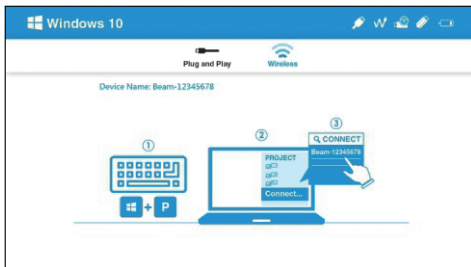 Windows 10
Plug and Play
Wireless
Device Name: Beam-12345678
①
②
③
PROJECT
Connect...
CONNECT
Beam-12345678
+ P